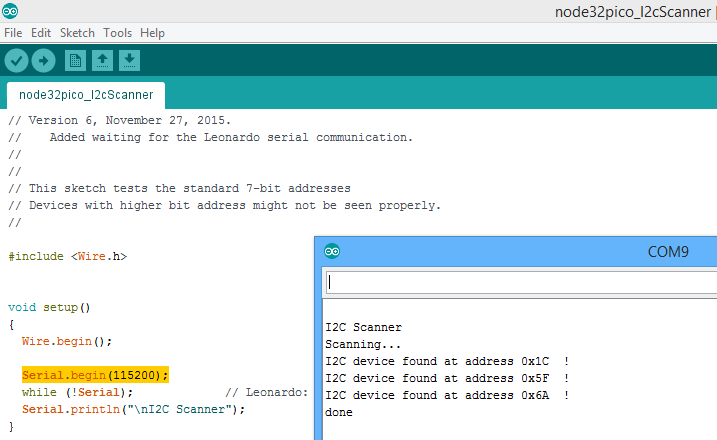 node32pico_I2cScanner
File Edit Sketch Tools Help
node32pico_I2cScanner
// Version 6, November 27, 2015.
//    Added waiting for the Leonardo serial communication.
//
//
// This sketch tests the standard 7-bit addresses
// Devices with higher bit address might not be seen properly.
//
#include <Wire.h>
void setup()
{
  Wire.begin();
  Serial.begin(115200);
  while (!Serial);             // Leonardo:
  Serial.println("\nI2C Scanner");
}
COM9
I2C Scanner
Scanning...
I2C device found at address 0x1C  !
I2C device found at address 0x5F  !
I2C device found at address 0x6A  !
done